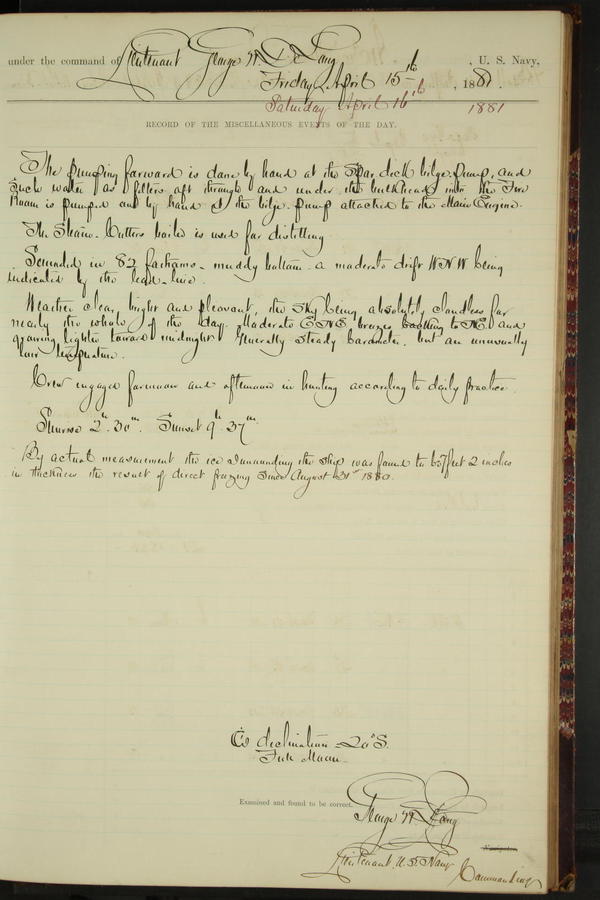 under the command of Lieutenant George W. De Long , U. S. Navy,
Friday, April 15th , 1881.
Saturday April 16th 1881
RECORD OF THE MISCELLANEOUS EVENTS OF THE DAY.
The pumping forward is done by hand at the Spar deck bilge-pump, and
such water as filters aft through and under the bulkheads into the Fire
Room is pumped out by hand at the bilge-pump attached to the Main Engine.
The Steam-Cutters boiler is used for distilling
Sounded in 82 fathoms - muddy bottom - a moderate drift WNW being
indicated by the lead-line.
Weather clear, bright and pleasant, the sky being absolutely cloudless for
nearly the whole of the day. Moderate ENE breezes backing to NE. and
growing lighter toward midnight. Generally steady barometer, but an unusually
low temperature.
Crew engaged forenoon and afternoon in hunting according to daily practice.
Sunrise 2h. 30m. Sunset 9h. 37m.
By actual measurement the ice surrounding the ship was found to be 7 feet 2 inches
in thickness the result of direct freezing since August 31st 1880.
declination S.
Full Moon.
Examined and found to be correct.
George W. De Long
Navigator.
Lieutenant, U. S. Navy Commanding